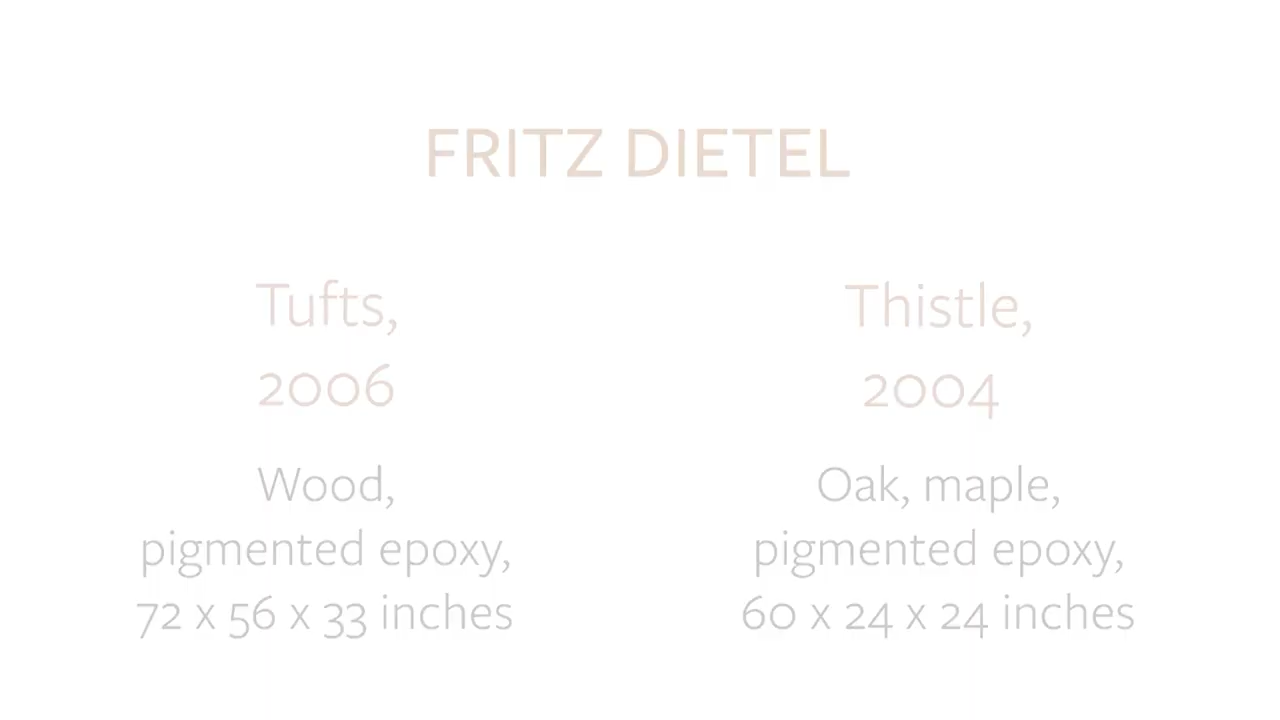 FRITZ DIETEL
Tufts,
2006
Wood,
pigmented epoxy,
72 x 56 x 33 inches
Thistle,
2004
Oak, maple,
pigmented epoxy,
60 x 24 x 24 inches